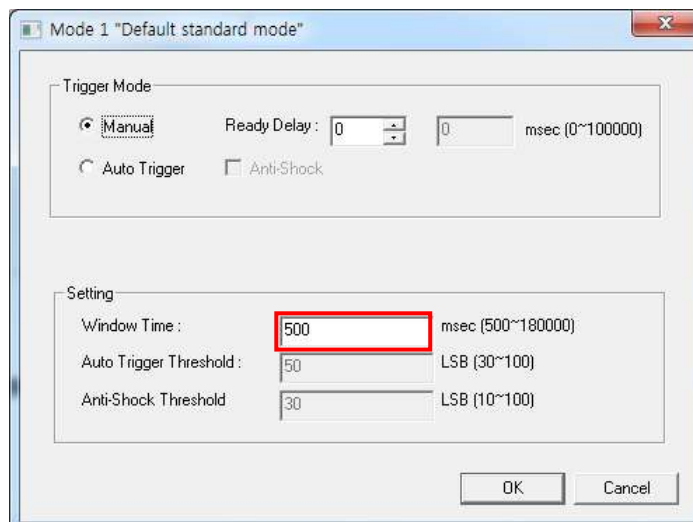 Mode 1 "Default standard mode"
Trigger Mode
Manual Ready Delay : 0 0 msec (0~100000)
Auto Trigger Anti-Shock
Setting
Window Time : 500 msec (500~180000)
Auto Trigger Threshold : 50 LSB (30~100)
Anti-Shock Threshold 30 LSB (10~100)
OK Cancel